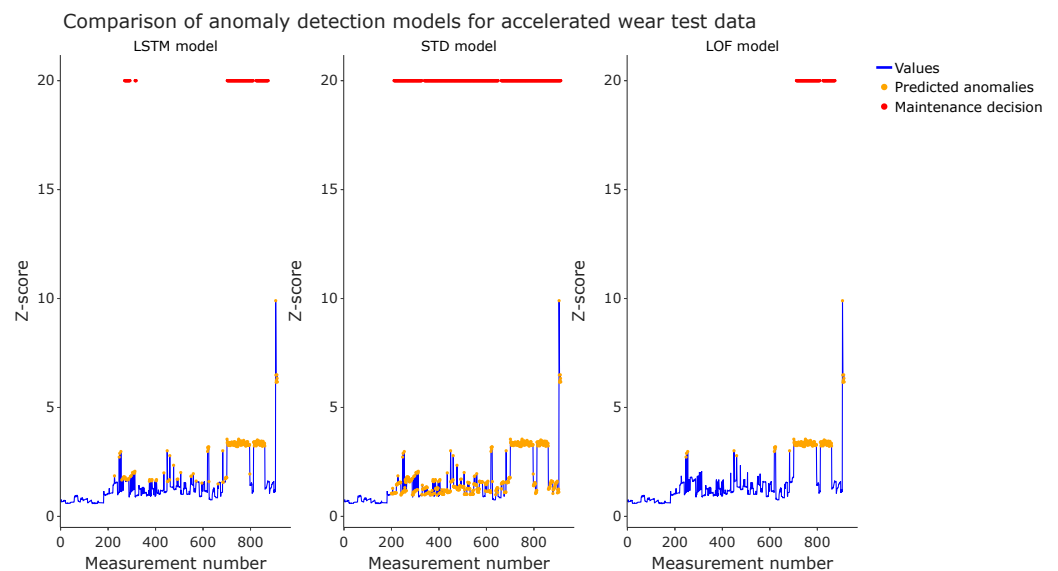 Comparison of anomaly detection models for accelerated wear test data
LSTM model
STD model
LOF model
Values
Predicted anomalies
Maintenance decision
Z-score
20
15
10
5
0
0
200
400
600
800
Measurement number
Z-score
20
15
10
5
0
0
200
400
600
800
Measurement number
Z-score
20
15
10
5
0
0
200
400
600
800
Measurement number